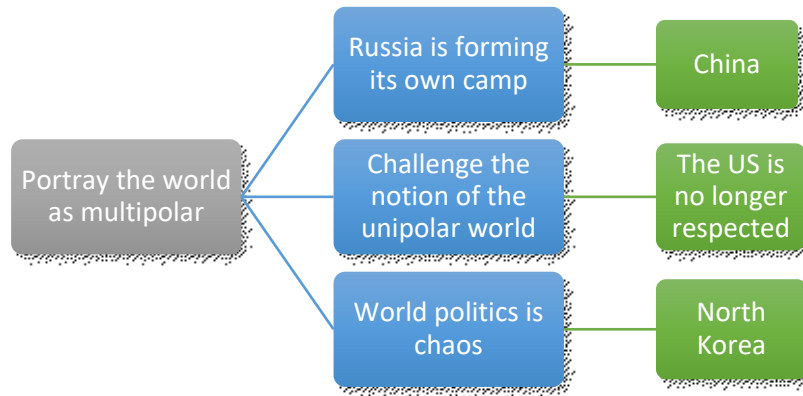 Russia is forming
its own camp
China
Portray the world
as multipolar
Challenge the
notion of the
unipolar world
The US is
no longer
respected
World politics is
chaos
North
Korea